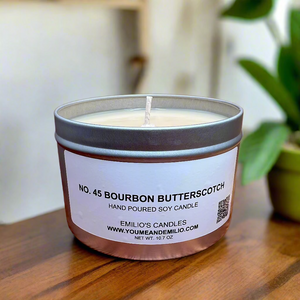 NO. 45 BOURBON BUTTERSCOTCH
HAND POURED SOY CANDLE
EMILIO'S CANDLES
WWW.YOUMEANDEMILIO.COM
NET WT. 10.7 OZ.